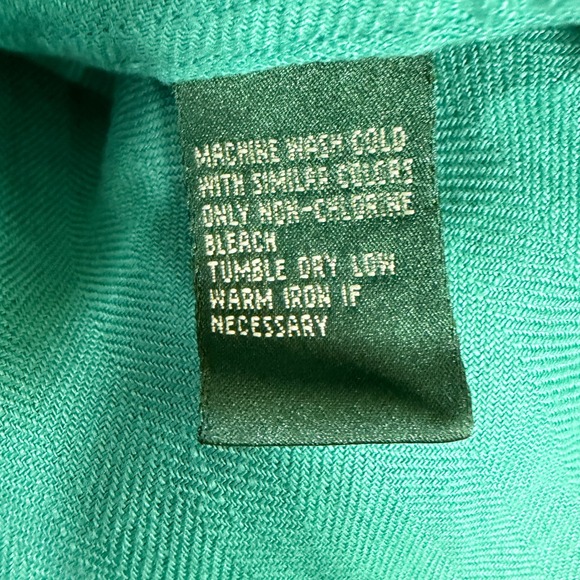 MACHINE WASH COLD
WITH SIMILAR COLORS
ONLY NON-CHLORINE
BLEACH
TUMBLE DRY LOW
WARM IRON IF
NECESSARY